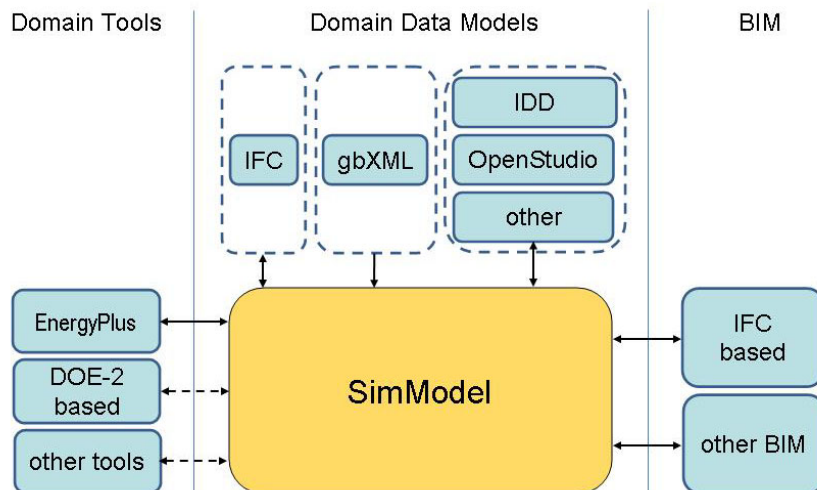 Domain Tools
Domain Data Models
BIM
IDD
IFC
gbXML
OpenStudio
other
EnergyPlus
DOE-2
based
other tools
SimModel
IFC
based
other BIM